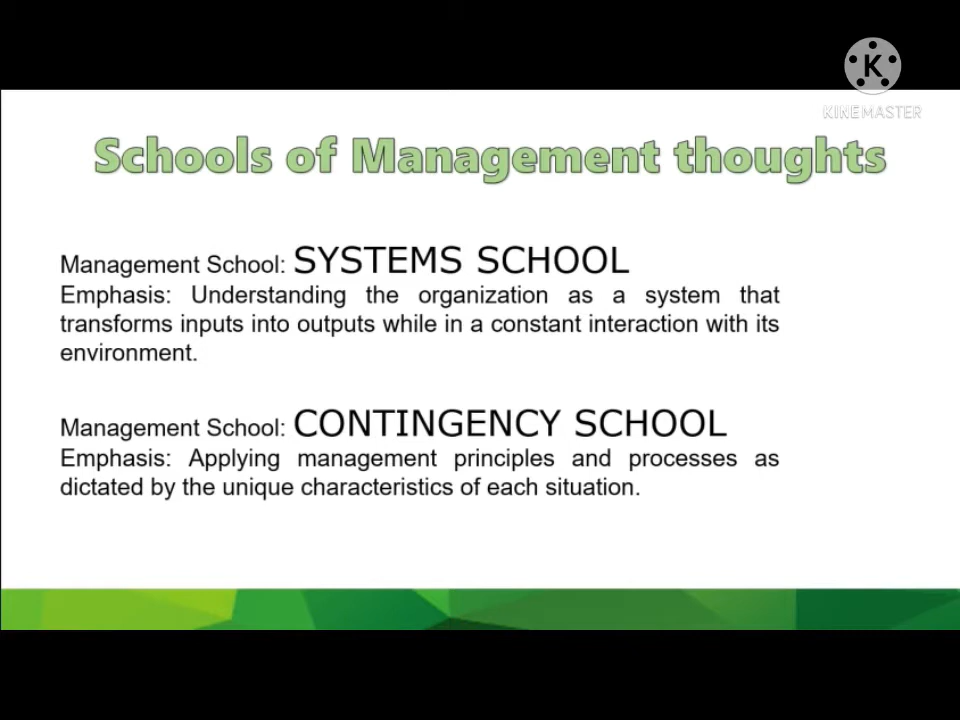 K
KINEMASTER
Schools of Management thoughts
Management School: SYSTEMS SCHOOL
Emphasis: Understanding the organization as a system that
transforms inputs into outputs while in a constant interaction with its
environment.
Management School: CONTINGENCY SCHOOL
Emphasis: Applying management principles and processes as
dictated by the unique characteristics of each situation.